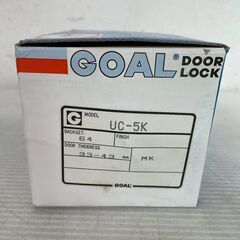 GOAL® DOOR LOCK
G MODEL UC-5K
BACKSET 64 FINISH
DOOR THICKNESS 33-43 mm MK
GOAL®